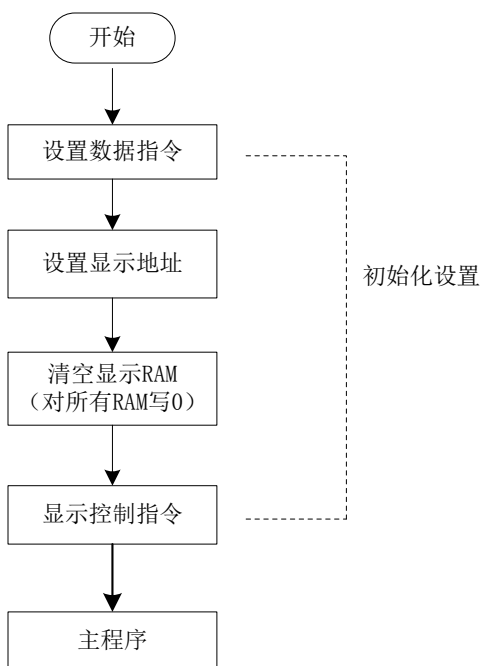 开始
设置数据指令
设置显示地址
清空显示RAM
（对所有RAM写0）
显示控制指令
主程序
初始化设置